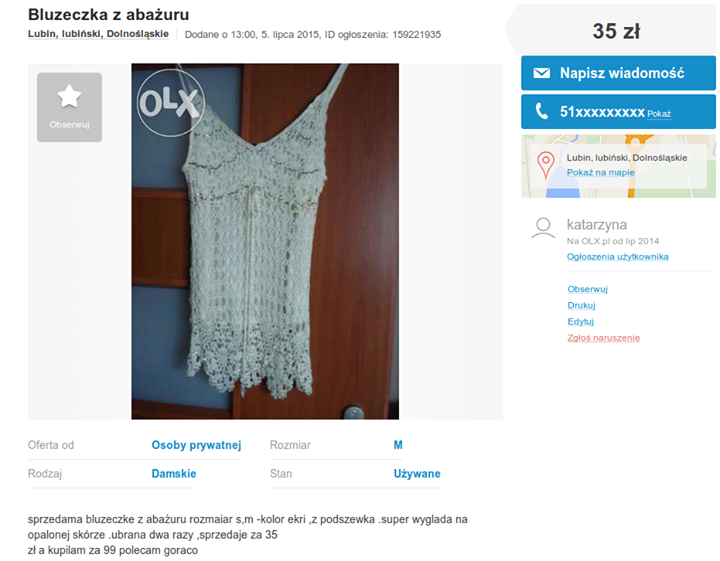 Bluzeczka z abażuru
Lubin, lubiński, Dolnośląskie Dodane o 13:00, 5. lipca 2015, ID ogłoszenia: 159221935
35 zł
Napisz wiadomość
51xxxxxxxxx Pokaż
Obserwuj
OLX
Lubin, lubiński, Dolnośląskie
Pokaż na mapie
katarzyna
Na OLX.pl od lip 2014
Ogłoszenia użytkownika
Obserwuj
Drukuj
Edytuj
Zgłoś naruszenie
Oferta od Osoby prywatnej Rozmiar M
Rodzaj Damskie Stan Używane
sprzedama bluzeczke z abażuru rozmaiar s,m -kolor ekri ,z podszewka .super wyglada na
opalonej skórze .ubrana dwa razy ,sprzedaje za 35
zł a kupilam za 99 polecam goraco